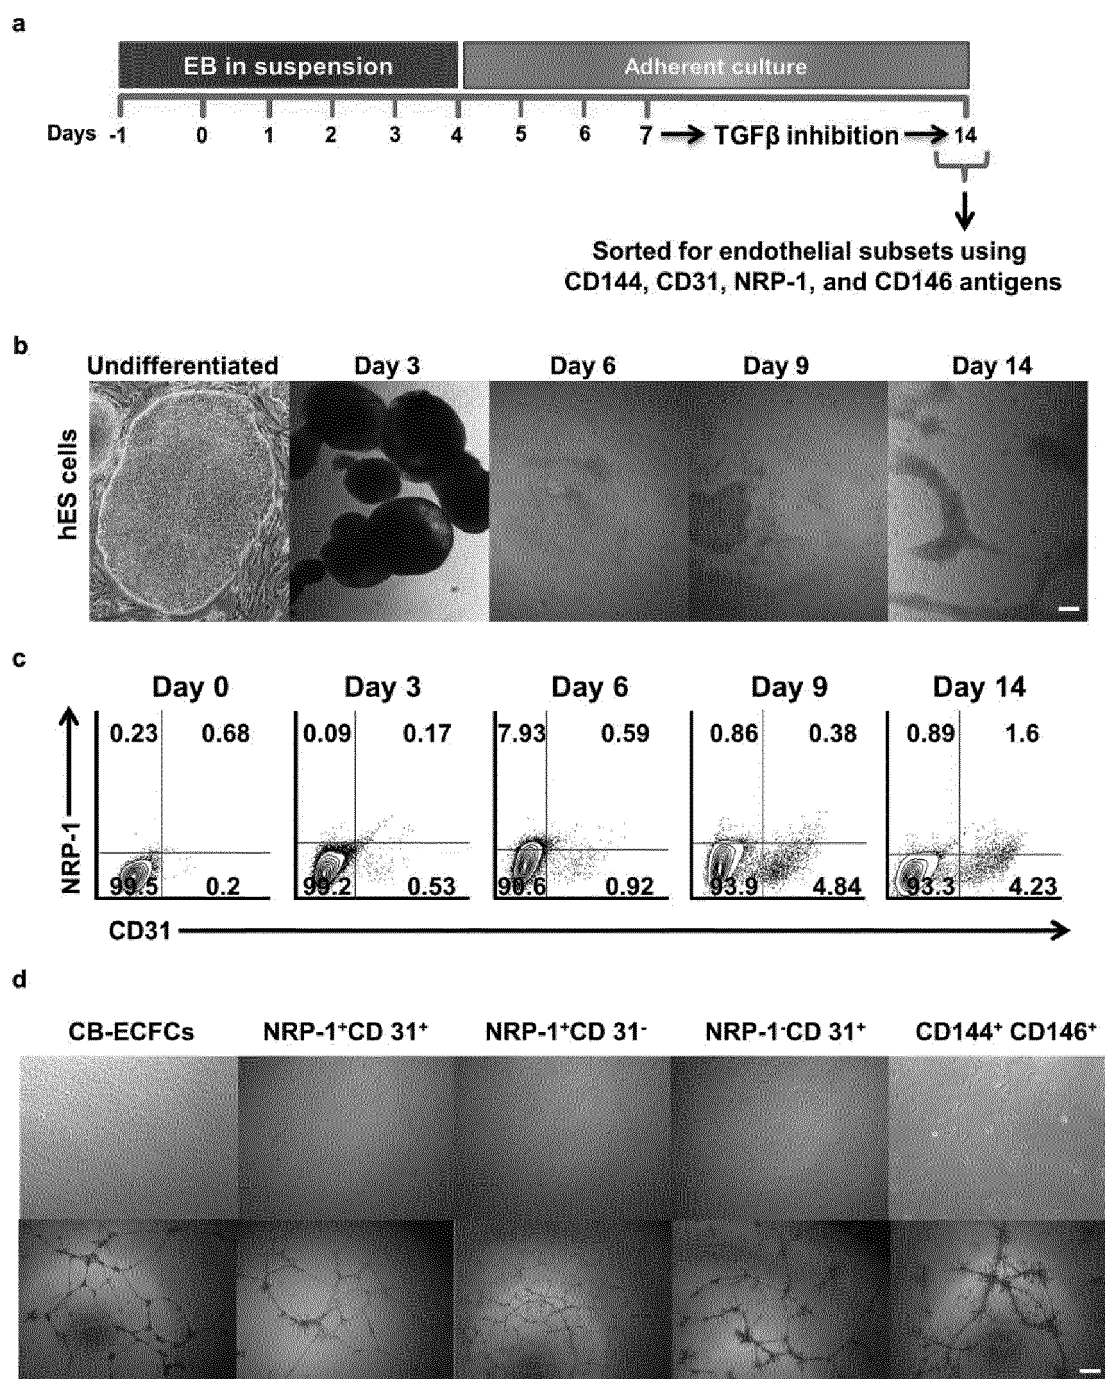 a
EB in suspension
Adherent culture
Days -1 0 1 2 3 4 5 6 7 TGFβ inhibition 14
Sorted for endothelial subsets using
CD144, CD31, NRP-1, and CD146 antigens
b
Undifferentiated Day 3 Day 6 Day 9 Day 14
hES cells
c
Day 0 Day 3 Day 6 Day 9 Day 14
0.23 0.68 0.09 0.17 7.93 0.59 0.86 0.38 0.89 1.6
NRP-1
99.5 0.2 99.2 0.53 90.6 0.92 93.9 4.84 93.3 4.23
CD31
d
CB-ECFCs NRP-1⁺CD 31⁺ NRP-1⁺CD 31⁻ NRP-1⁻CD 31⁺ CD144⁺ CD146⁺